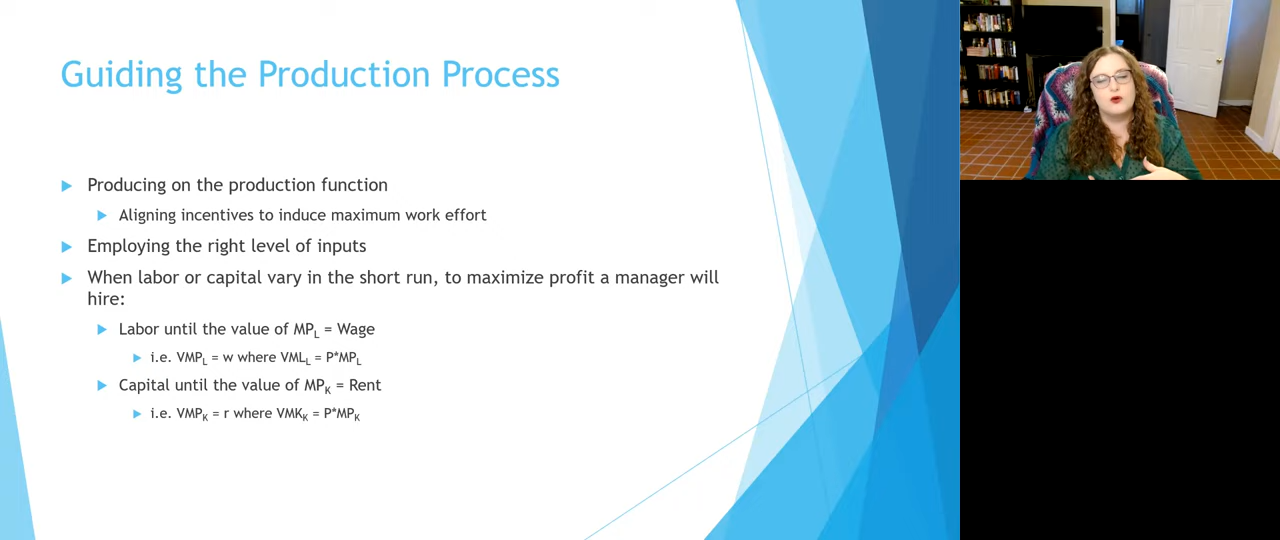 Guiding the Production Process
Producing on the production function
Aligning incentives to induce maximum work effort
Employing the right level of inputs
When labor or capital vary in the short run, to maximize profit a manager will
hire:
Labor until the value of MPL = Wage
i.e. VMPL = w where VMLL = P*MPL
Capital until the value of MPK = Rent
i.e. VMPK = r where VMKK = P*MPK